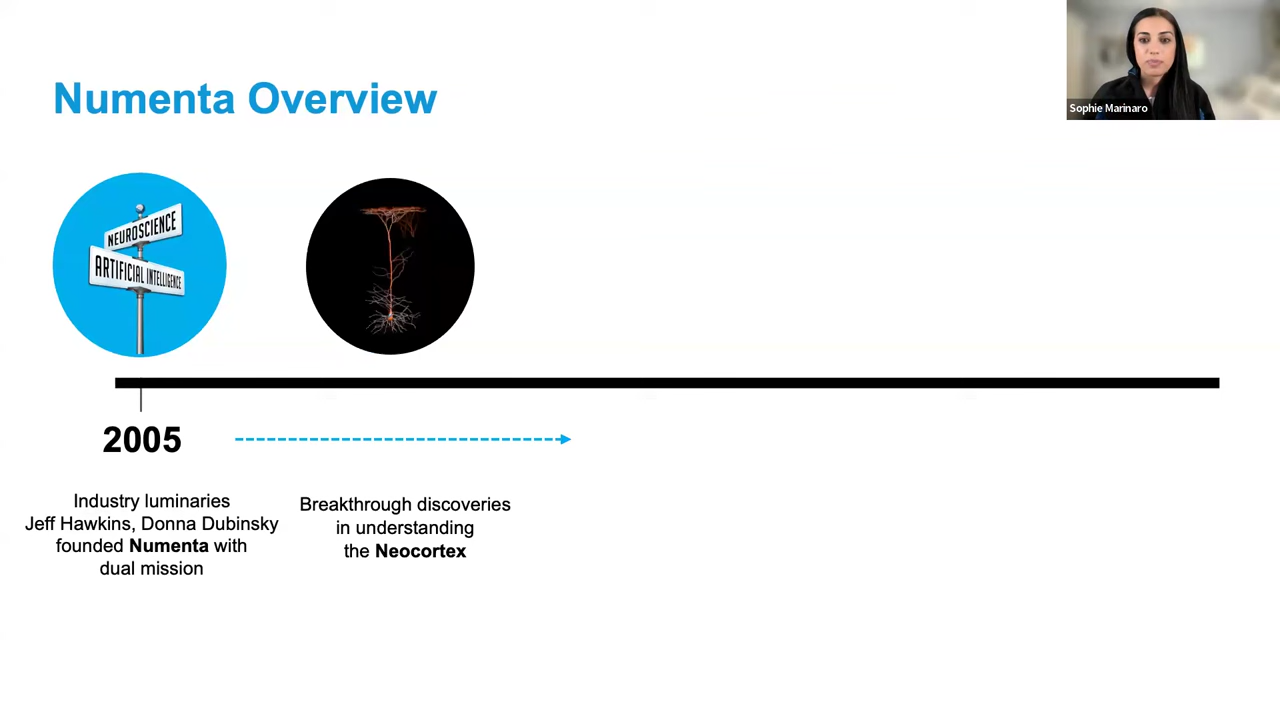 Numenta Overview
Sophie Marinaro
NEUROSCIENCE
ARTIFICIAL INTELLIGENCE
2005
Industry luminaries
Jeff Hawkins, Donna Dubinsky
founded Numenta with
dual mission
Breakthrough discoveries
in understanding
the Neocortex